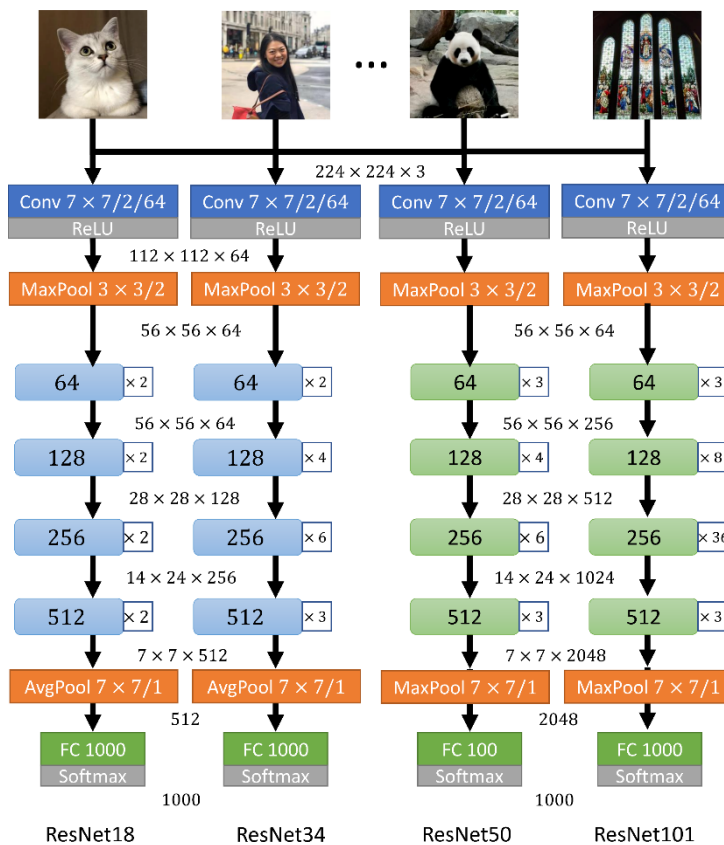 ...
224 × 224 × 3
Conv 7 × 7/2/64 Conv 7 × 7/2/64 Conv 7 × 7/2/64 Conv 7 × 7/2/64
ReLU ReLU ReLU ReLU
112 × 112 × 64
MaxPool 3 × 3/2 MaxPool 3 × 3/2 MaxPool 3 × 3/2 MaxPool 3 × 3/2
56 × 56 × 64 56 × 56 × 64
64 × 2 64 × 2 64 × 3 64 × 3
56 × 56 × 64 56 × 56 × 256
128 × 2 128 × 4 128 × 4 128 × 8
28 × 28 × 128 28 × 28 × 512
256 × 2 256 × 6 256 × 6 256 × 36
14 × 24 × 256 14 × 24 × 1024
512 × 2 512 × 3 512 × 3 512 × 3
7 × 7 × 512 7 × 7 × 2048
AvgPool 7 × 7/1 AvgPool 7 × 7/1 MaxPool 7 × 7/1 MaxPool 7 × 7/1
512 2048
FC 1000 FC 1000 FC 100 FC 1000
Softmax Softmax Softmax Softmax
1000 1000
ResNet18 ResNet34 ResNet50 ResNet101